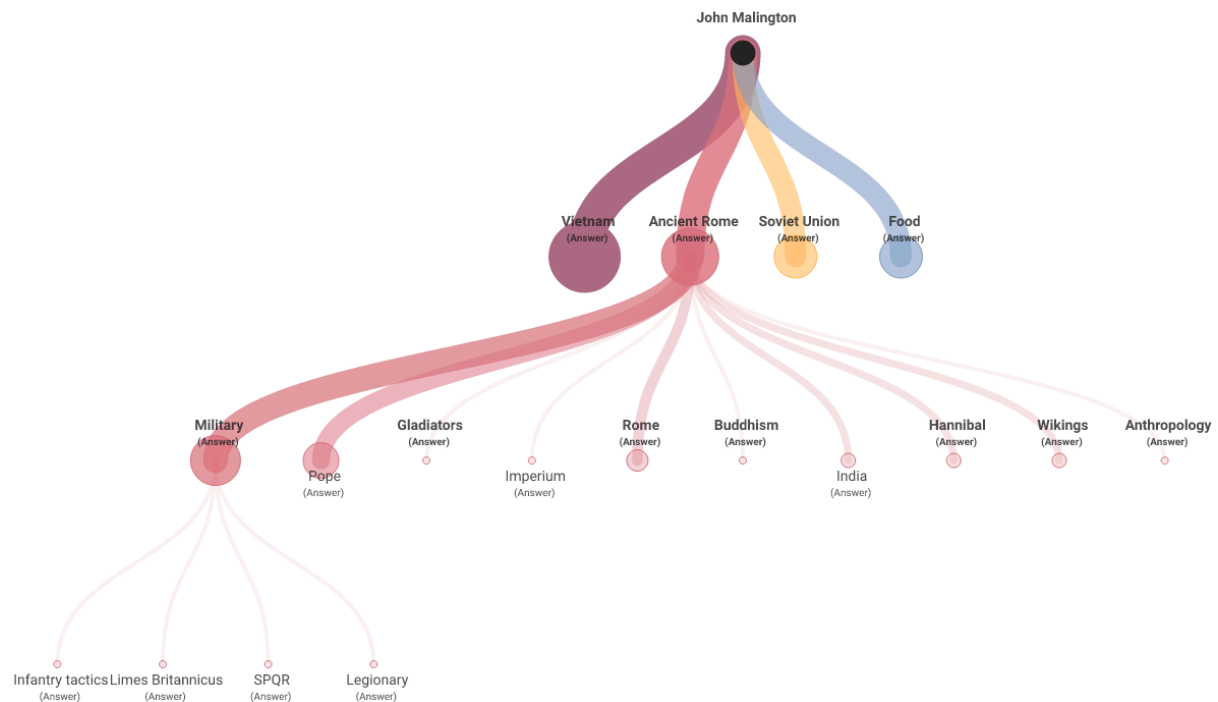 John Malington
Vietnam
(Answer)
Ancient Rome
(Answer)
Soviet Union
(Answer)
Food
(Answer)
Military
(Answer)
Pope
(Answer)
Gladiators
(Answer)
Imperium
(Answer)
Rome
(Answer)
Buddhism
(Answer)
India
(Answer)
Hannibal
(Answer)
Wikings
(Answer)
Anthropology
(Answer)
Infantry tactics
(Answer)
Limes Britannicus
(Answer)
SPQR
(Answer)
Legionary
(Answer)